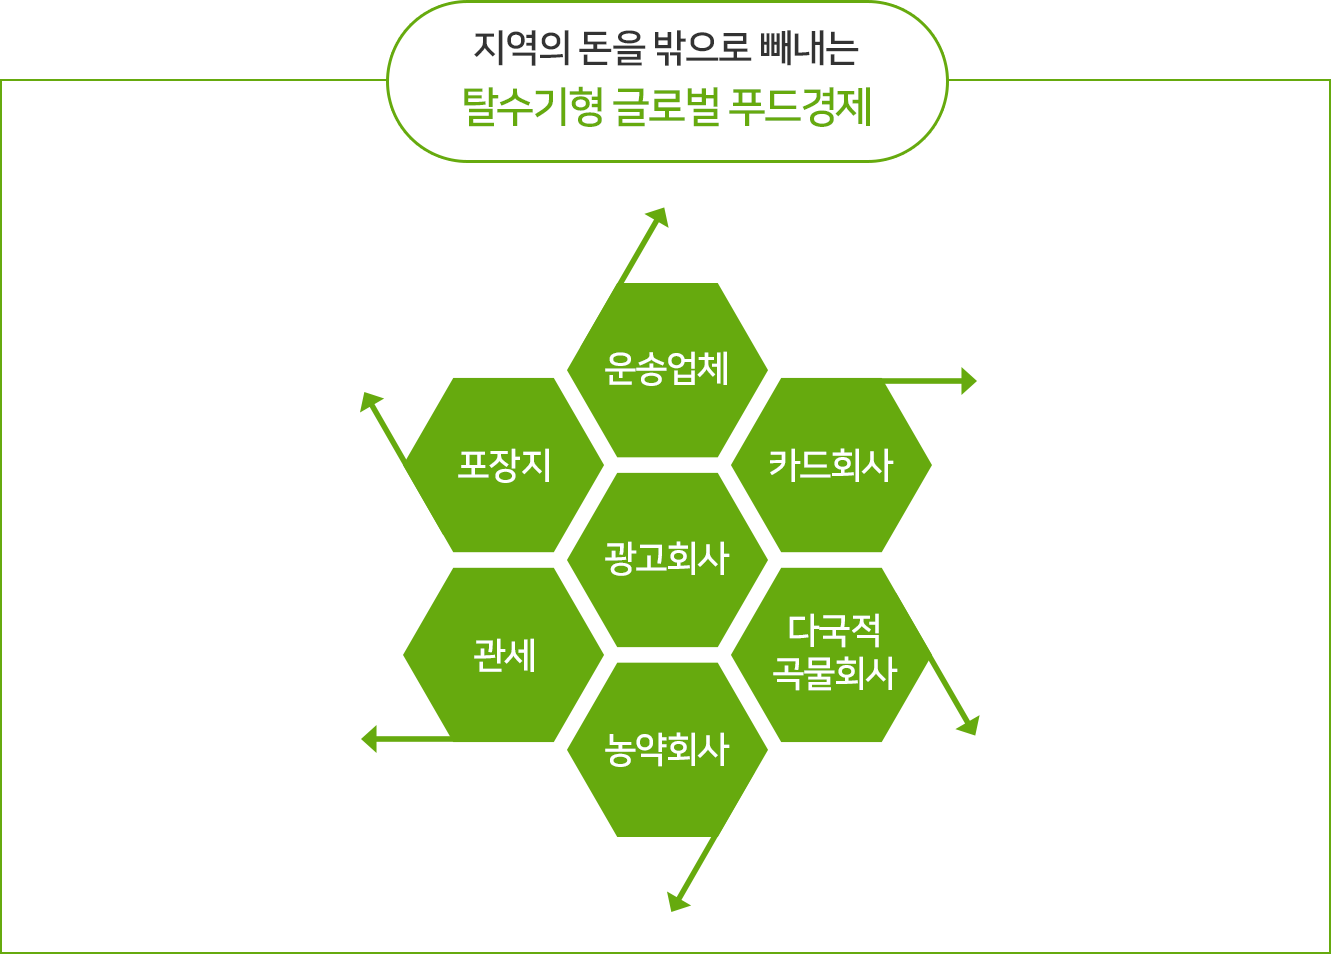 지역의 돈을 밖으로 빼내는
탈수기형 글로벌 푸드경제
운송업체
포장지
카드회사
광고회사
관세
다국적
곡물회사
농약회사